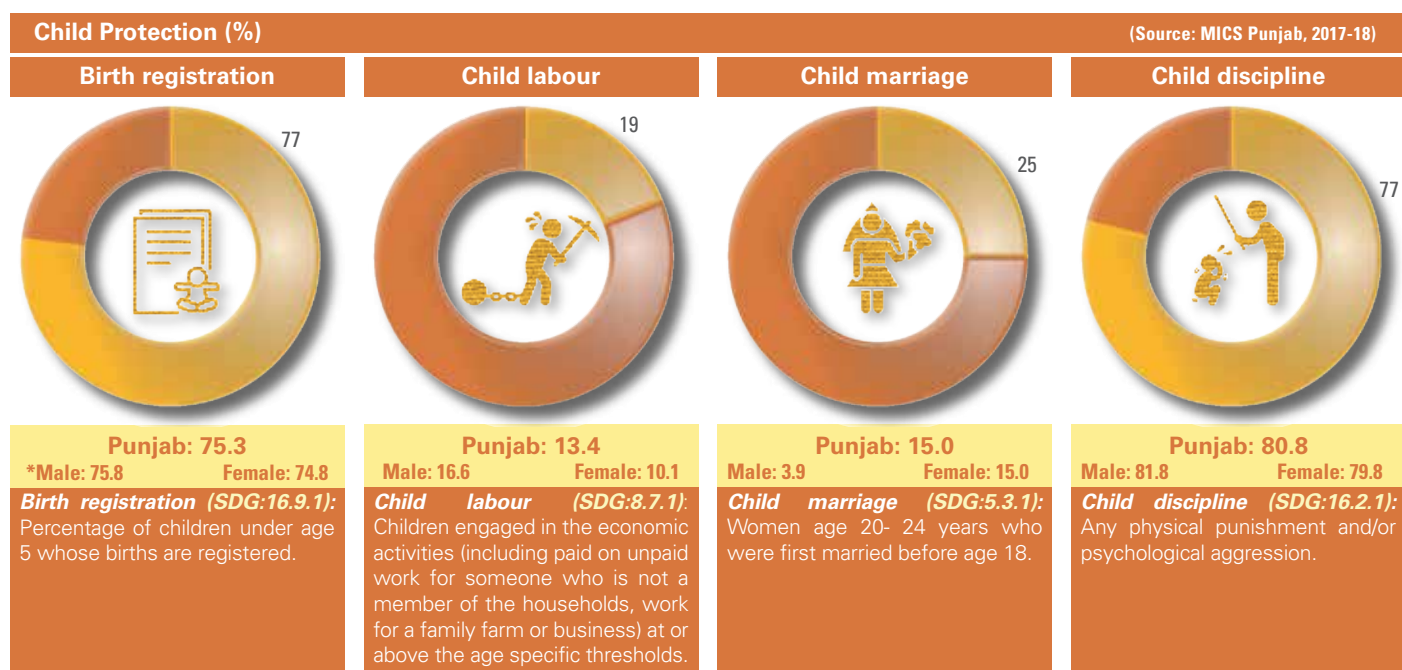 Child Protection (%) (Source: MICS Punjab, 2017-18)
Birth registration
77
Punjab: 75.3
*Male: 75.8 Female: 74.8
Birth registration (SDG:16.9.1):
Percentage of children under age
5 whose births are registered.
Child labour
19
Punjab: 13.4
Male: 16.6 Female: 10.1
Child labour (SDG:8.7.1):
Children engaged in the economic
activities (including paid on unpaid
work for someone who is not a
member of the households, work
for a family farm or business) at or
above the age specific thresholds.
Child marriage
25
Punjab: 15.0
Male: 3.9 Female: 15.0
Child marriage (SDG:5.3.1):
Women age 20- 24 years who
were first married before age 18.
Child discipline
77
Punjab: 80.8
Male: 81.8 Female: 79.8
Child discipline (SDG:16.2.1):
Any physical punishment and/or
psychological aggression.